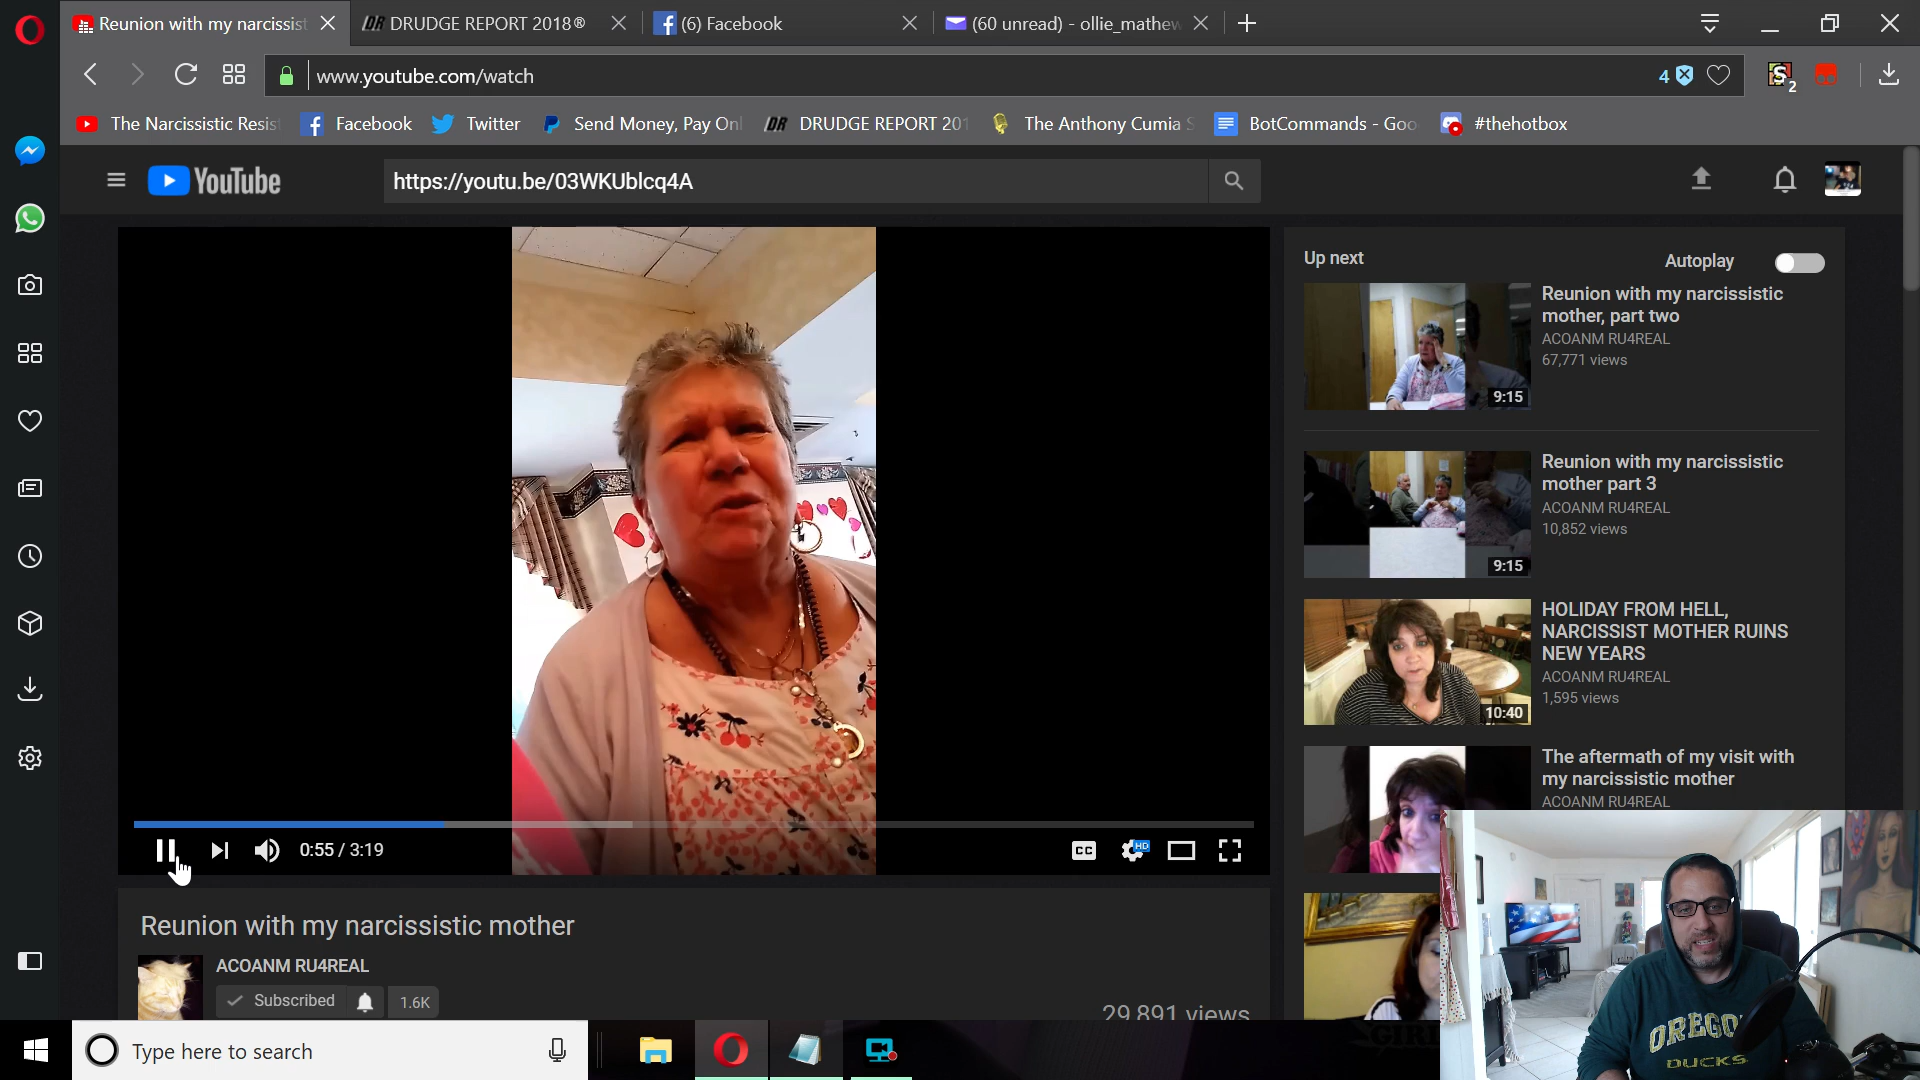 Reunion with my narcissist
DRUDGE REPORT 2018®
(6) Facebook
(60 unread) - ollie_mathew
www.youtube.com/watch
4
2
The Narcissistic Resis
Facebook
Twitter
Send Money, Pay Onl
DRUDGE REPORT 201
The Anthony Cumia S
BotCommands - Goo
#thehotbox
YouTube
https://youtu.be/03WKUblcq4A
Up next
Autoplay
Reunion with my narcissistic
mother, part two
ACOANM RU4REAL
67,771 views
9:15
Reunion with my narcissistic
mother part 3
ACOANM RU4REAL
10,852 views
9:15
HOLIDAY FROM HELL,
NARCISSIST MOTHER RUINS
NEW YEARS
ACOANM RU4REAL
1,595 views
10:40
The aftermath of my visit with
my narcissistic mother
ACOANM RU4REAL
0:55 / 3:19
CC
HD
Reunion with my narcissistic mother
ACOANM RU4REAL
Subscribed
1.6K
29,891 views
OREGO
DUCKS
Type here to search